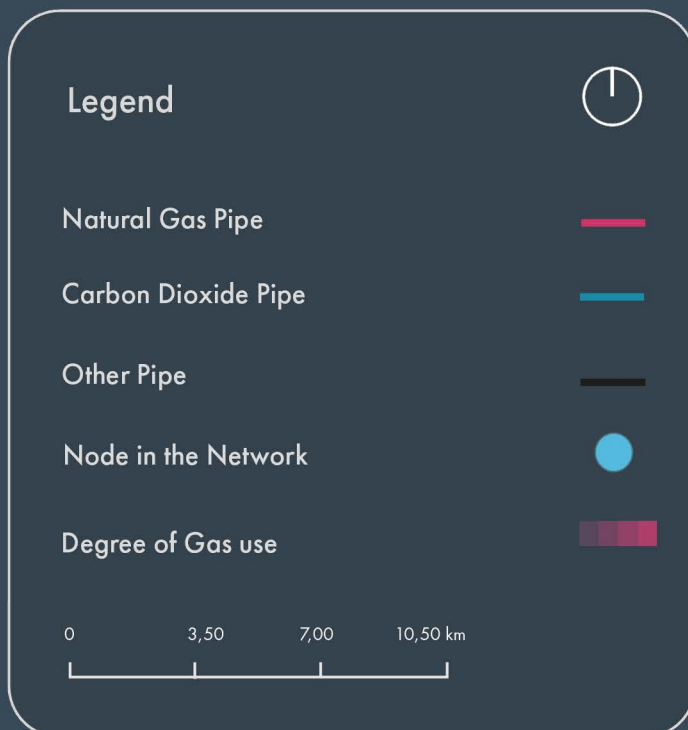 Legend
Natural Gas Pipe
Carbon Dioxide Pipe
Other Pipe
Node in the Network
Degree of Gas use
0 3,50 7,00 10,50 km